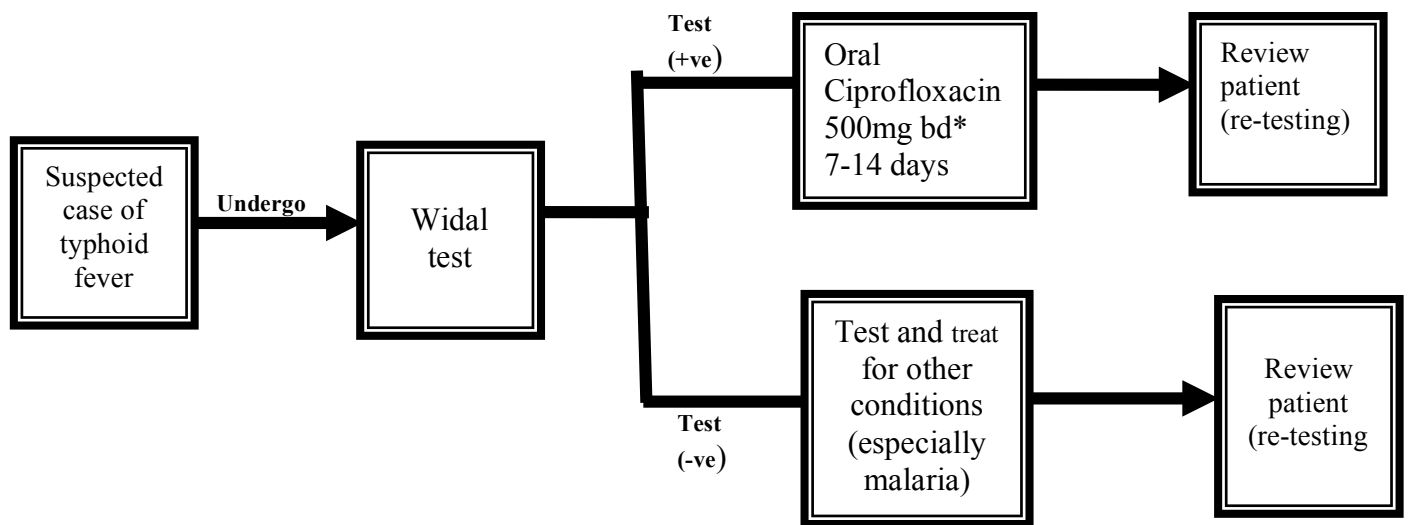 Suspected
case of
typhoid
fever
Undergo
Widal
test
Test
(+ve)
Oral
Ciprofloxacin
500mg bd*
7-14 days
Review
patient
(re-testing)
Test
(-ve)
Test and treat
for other
conditions
(especially
malaria)
Review
patient
(re-testing